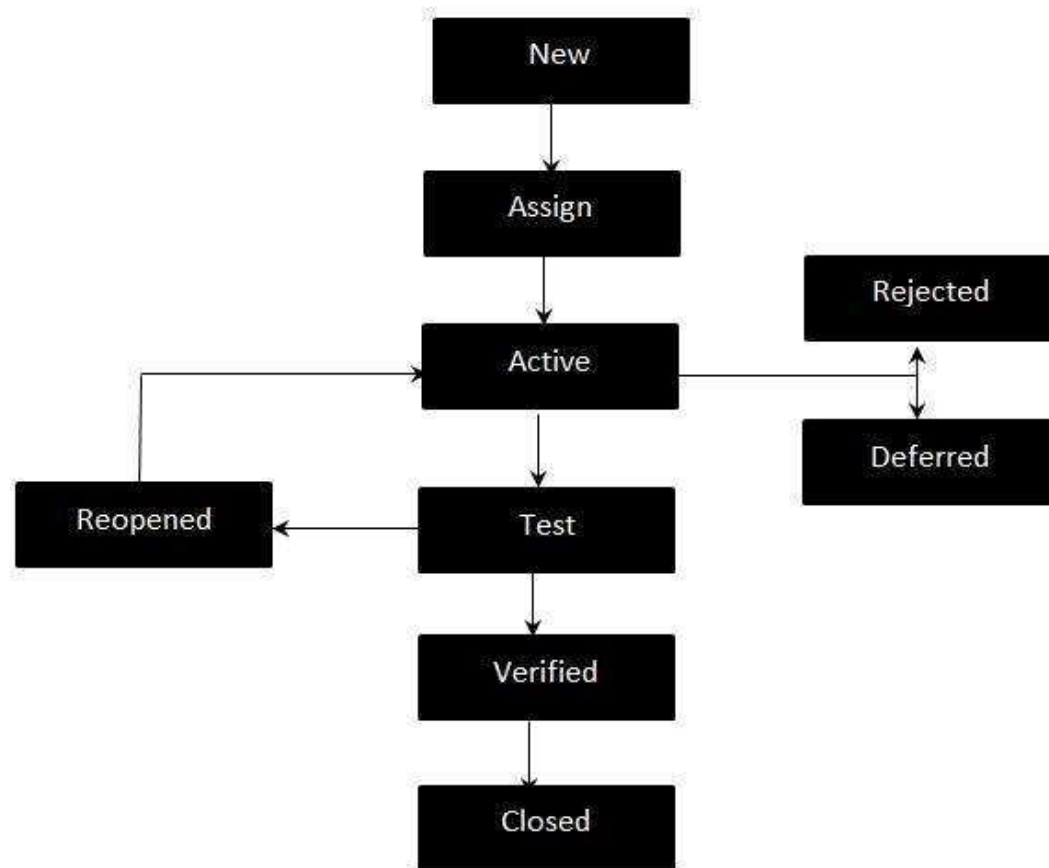 New
Assign
Rejected
Active
Deferred
Reopened
Test
Verified
Closed